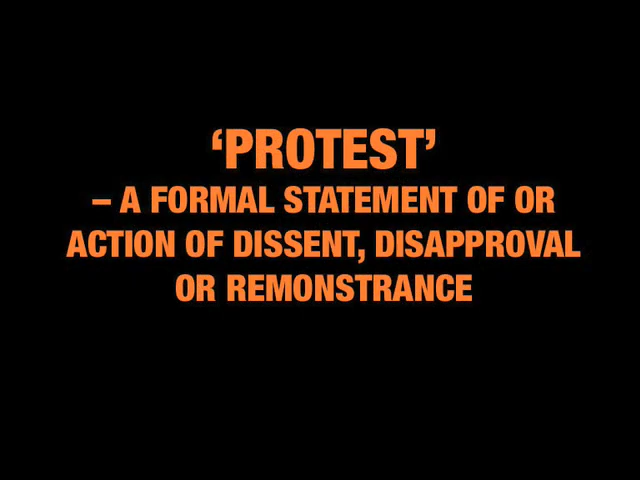 ‘PROTEST’
– A FORMAL STATEMENT OF OR
ACTION OF DISSENT, DISAPPROVAL
OR REMONSTRANCE